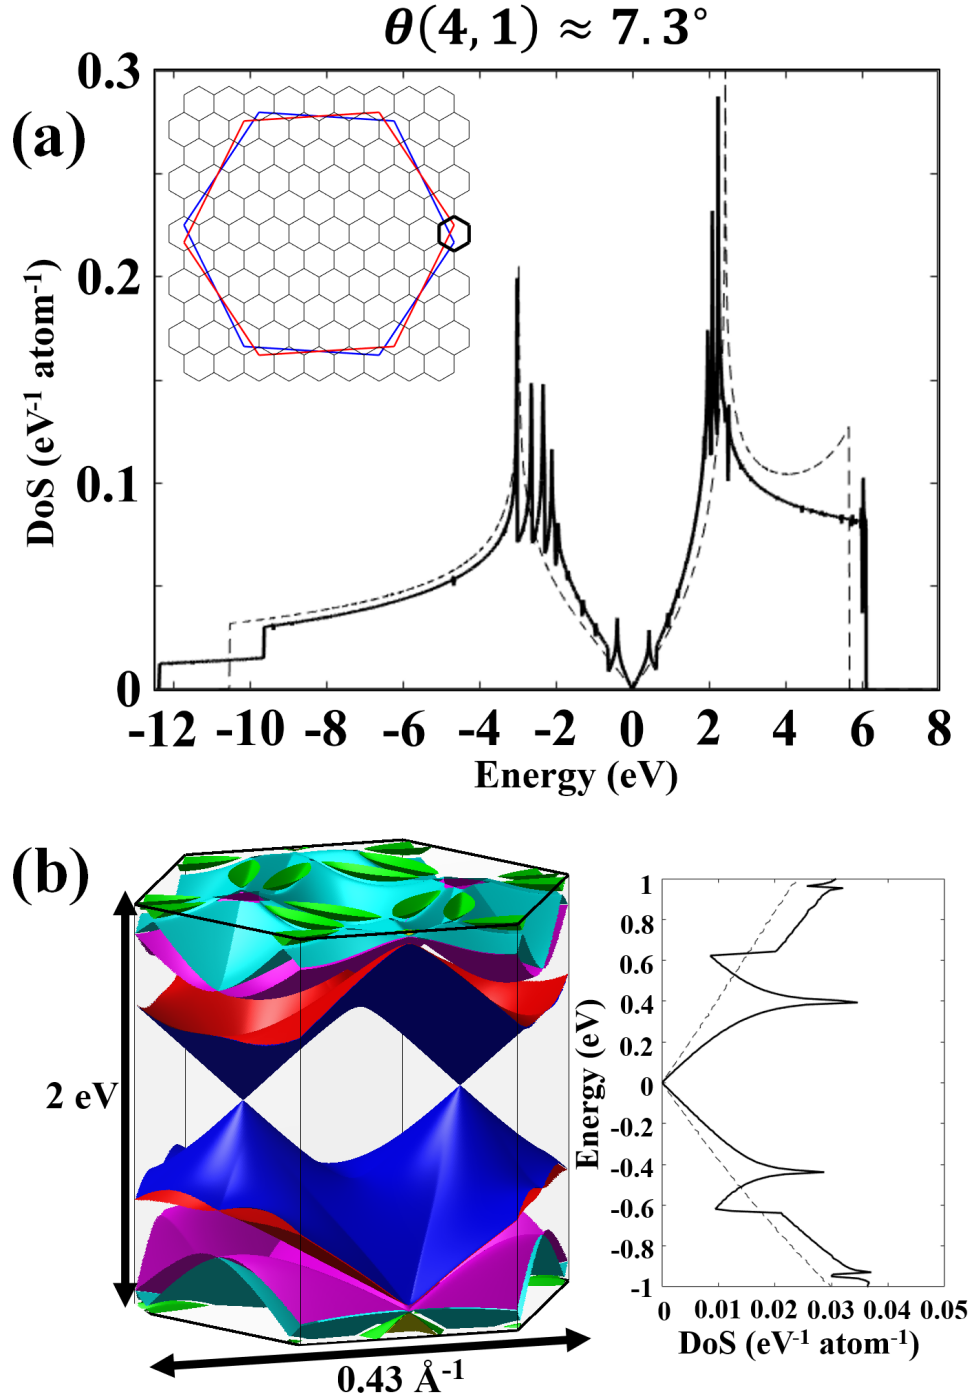 θ(4, 1) ≈ 7.3°
(a)
DoS (eV⁻¹ atom⁻¹)
0.3
0.2
0.1
0
-12 -10 -8 -6 -4 -2 0 2 4 6 8
Energy (eV)
(b)
2 eV
0.43 Å⁻¹
Energy (eV)
1
0.8
0.6
0.4
0.2
0
-0.2
-0.4
-0.6
-0.8
-1
0 0.01 0.02 0.03 0.04 0.05
DoS (eV⁻¹ atom⁻¹)